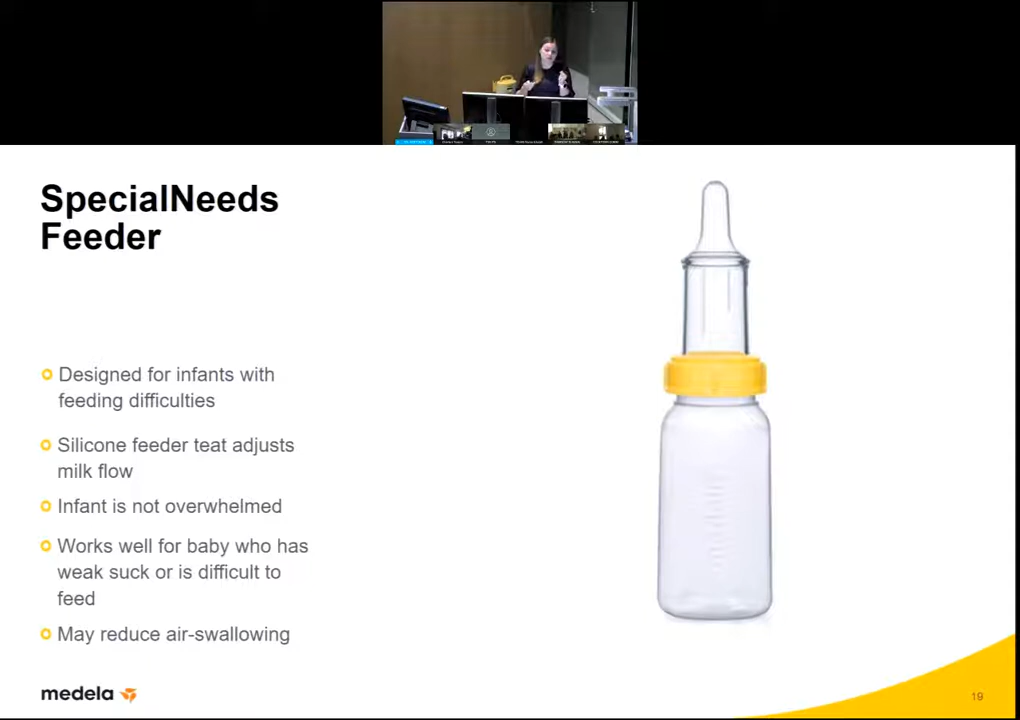 SpecialNeeds
Feeder
Designed for infants with
feeding difficulties
Silicone feeder teat adjusts
milk flow
Infant is not overwhelmed
Works well for baby who has
weak suck or is difficult to
feed
May reduce air-swallowing
medela
19